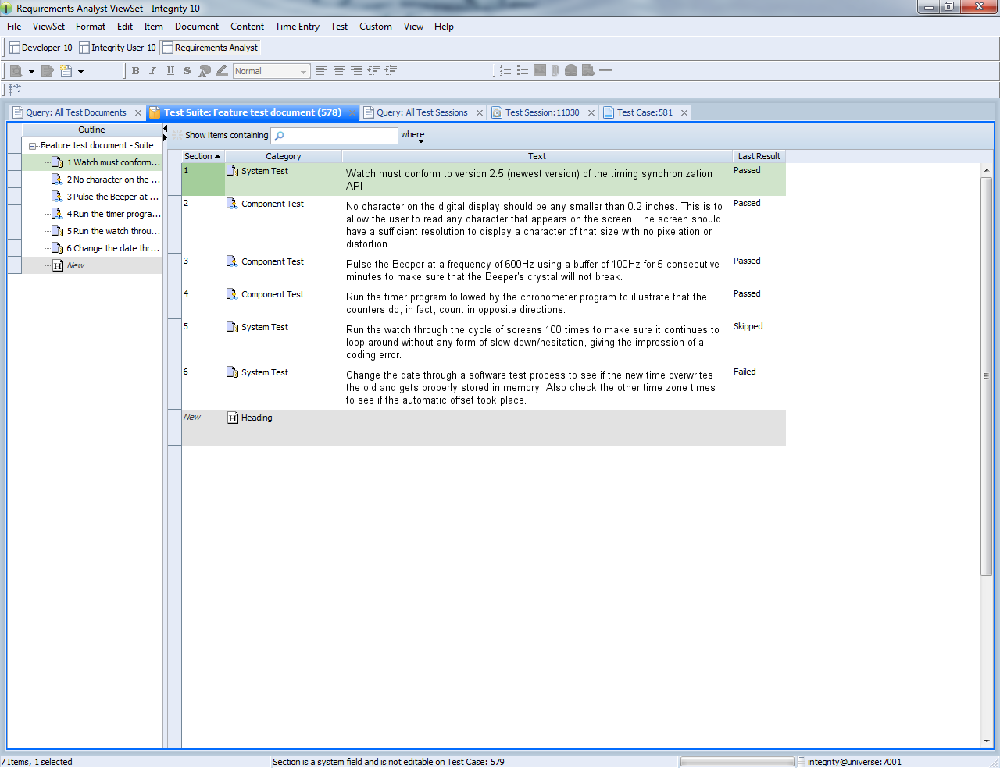 Requirements Analyst ViewSet - Integrity 10
File ViewSet Format Edit Item Document Content Time Entry Test Custom View Help
Developer 10 Integrity User 10 Requirements Analyst
B I U S Normal
1
Query: All Test Documents Test Suite: Feature test document (578) Query: All Test Sessions Test Session:11030 Test Case:581
Outline
Feature test document - Suite
1 Watch must conform...
2 No character on the ...
3 Pulse the Beeper at ...
4 Run the timer progra...
5 Run the watch throu...
6 Change the date thr...
New
Show items containing where
Section Category Text Last Result
1 System Test Watch must conform to version 2.5 (newest version) of the timing synchronization Passed
API
2 Component Test No character on the digital display should be any smaller than 0.2 inches. This is to Passed
allow the user to read any character that appears on the screen. The screen should
have a sufficient resolution to display a character of that size with no pixelation or
distortion.
3 Component Test Pulse the Beeper at a frequency of 600Hz using a buffer of 100Hz for 5 consecutive Passed
minutes to make sure that the Beeper's crystal will not break.
4 Component Test Run the timer program followed by the chronometer program to illustrate that the Passed
counters do, in fact, count in opposite directions.
5 System Test Run the watch through the cycle of screens 100 times to make sure it continues to Skipped
loop around without any form of slow down/hesitation, giving the impression of a
coding error.
6 System Test Change the date through a software test process to see if the new time overwrites Failed
the old and gets properly stored in memory. Also check the other time zone times
to see if the automatic offset took place.
New Heading
7 Items, 1 selected Section is a system field and is not editable on Test Case: 579 integrity@universe:7001